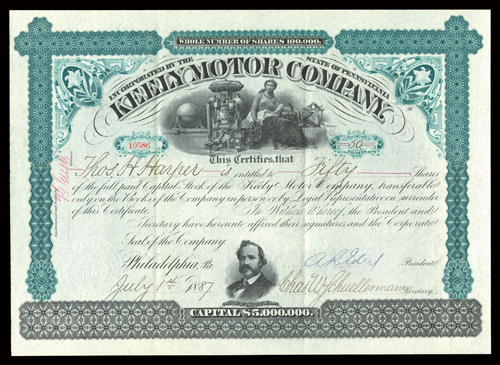 WHOLE NUMBER OF SHARES 100.000.
INCORPORATED BY THE STATE OF PENNSYLVANIA
KEELY MOTOR COMPANY.
10586
50
This Certifies, that
Thos. H. Harper is entitled to Fifty Shares
of the full paid Capital Stock of the Keely Motor Company, transferable
only on the Books of the Company in person or by Legal Representative on surrender
of this Certificate. In Witness Whereof, the President and
Secretary have hereunto affixed their signatures and the Corporate
Seal of the Company
Philadelphia, Pa.
President
July 1st 1887
Chas. W. Schuellermann
Secretary.
CAPITAL $5.000.000.